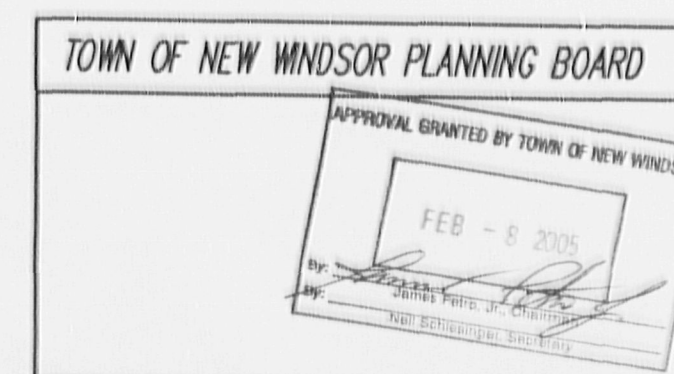 TOWN OF NEW WINDSOR PLANNING BOARD
APPROVAL GRANTED BY TOWN OF NEW WINDS
FEB - 8 2005
By:
James Petro, Jr., Chairman
By:
Neil Schlesinger, Secretary